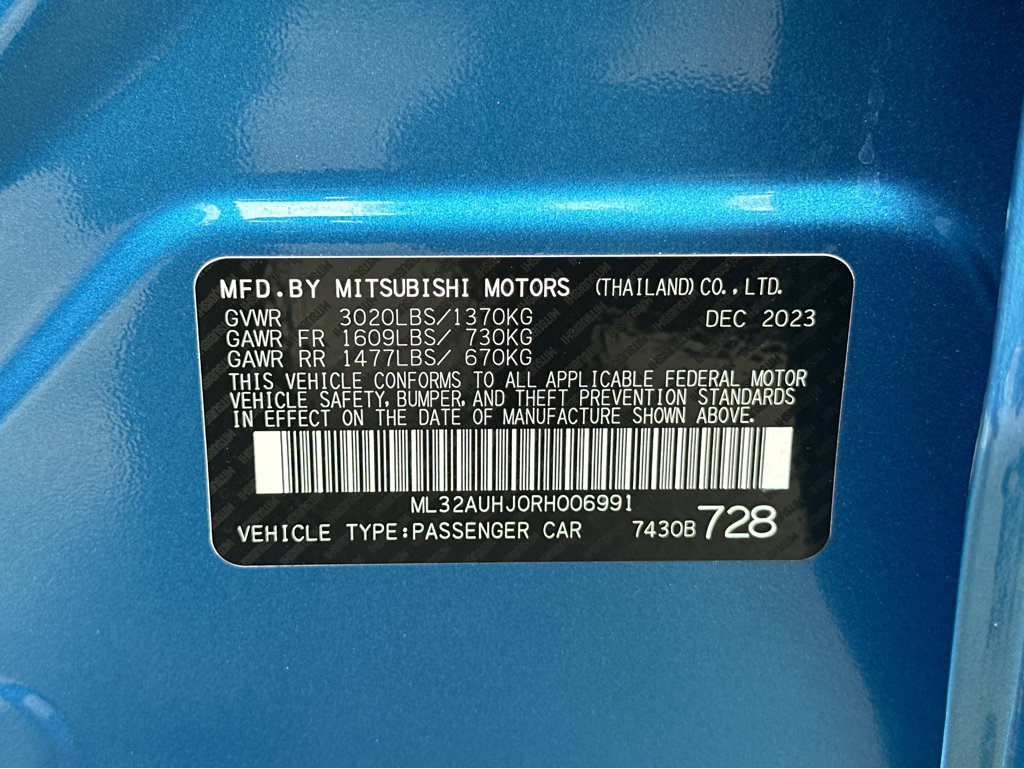 MFD.BY MITSUBISHI MOTORS (THAILAND) CO.,LTD.
GVWR 3020LBS/1370KG DEC 2023
GAWR FR 1609LBS/ 730KG
GAWR RR 1477LBS/ 670KG
THIS VEHICLE CONFORMS TO ALL APPLICABLE FEDERAL MOTOR
VEHICLE SAFETY, BUMPER, AND THEFT PREVENTION STANDARDS
IN EFFECT ON THE DATE OF MANUFACTURE SHOWN ABOVE.
ML32AUHJ0RH006991
VEHICLE TYPE:PASSENGER CAR 7430B 728